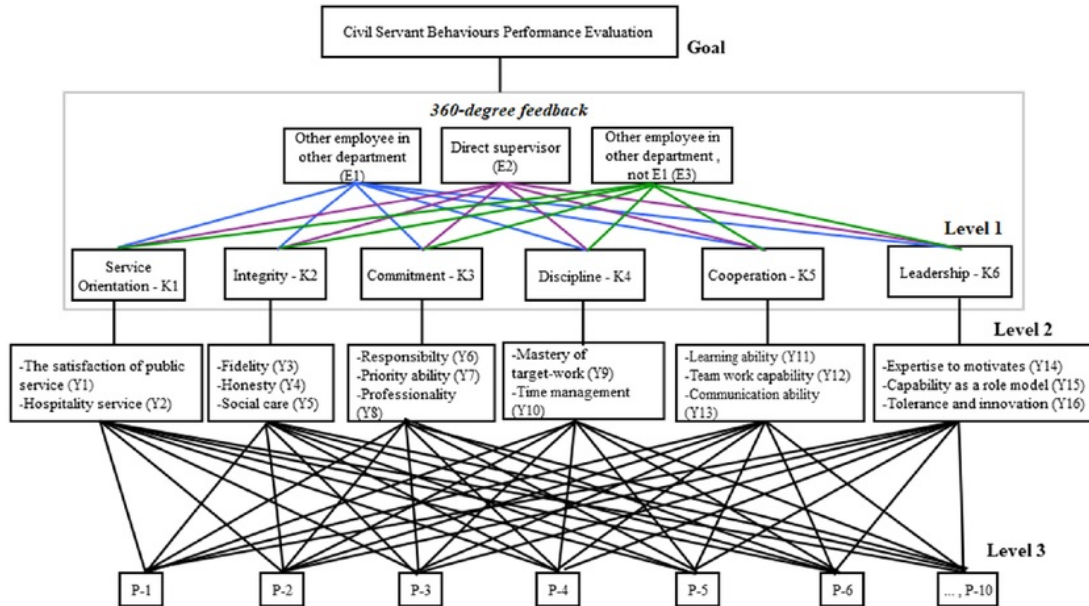 Civil Servant Behaviours Performance Evaluation
Goal
360-degree feedback
Other employee in
other department
(E1)
Direct supervisor
(E2)
Other employee in
other department ,
not E1 (E3)
Level 1
Service
Orientation - K1
Integrity - K2
Commitment - K3
Discipline - K4
Cooperation - K5
Leadership - K6
Level 2
-The satisfaction of public
service (Y1)
-Hospitality service (Y2)
-Fidelity (Y3)
-Honesty (Y4)
-Social care (Y5)
-Responsibilty (Y6)
-Priority ability (Y7)
-Professionality
(Y8)
-Mastery of
target-work (Y9)
-Time management
(Y10)
-Learning ability (Y11)
-Team work capability (Y12)
-Communication ability
(Y13)
-Expertise to motivates (Y14)
-Capability as a role model (Y15)
-Tolerance and innovation (Y16)
Level 3
P-1
P-2
P-3
P-4
P-5
P-6
... , P-10